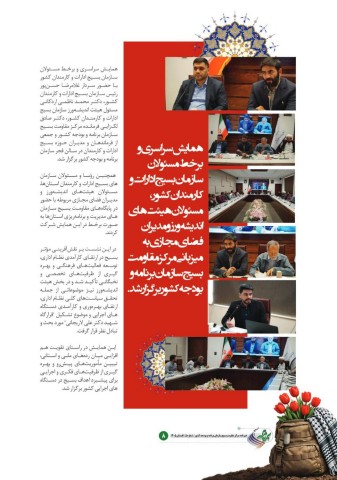 همایش سراسری و
برخط مسئولان
سازمان بسیج ادارات و
کارمندان کشور،
مسئولان هیئت های
اندیشه‌ورز و مدیران
فضای مجازی به
میزبانی مرکز مقاومت
بسیج سازمان برنامه و
بودجه کشور برگزار شد.
همایش سراسری و برخط مسئولان
سازمان بسیج ادارات و کارمندان کشور
با حضور سردار غلامرضا حسن‌پور
رئیس سازمان بسیج ادارات و کارمندان
کشور، دکتر محمد ناظمی اردکانی
مسئول هیئت اندیشه‌ورز سازمان بسیج
ادارات و کارمندان کشور، دکتر صادق
فرمانده مرکز مقاومت بسیج
سازمان برنامه و بودجه کشور و جمعی
از فرماندهان و مدیران حوزه بسیج
ادارات و کارمندان در سالن فجر سازمان
برنامه و بودجه کشور برگزار شد.
همچنین روسا و مسئولان سازمان
های بسیج ادارات و کارمندان استان‌ها،
مسئولان هیئت‌های اندیشه‌ورز و
مدیران فضای مجازی مربوطه با حضور
در پایگاه‌های مقاومت بسیج سازمان
های مدیریت و برنامه‌ریزی استان‌ها به
صورت برخط در این همایش شرکت
کردند.
در این نشست بر نقش‌آفرینی مؤثر
بسیج در ارتقای کارآمدی نظام اداری،
توسعه فعالیت‌های فرهنگی و بهره
گیری از ظرفیت‌های تخصصی و
نخبگانی تأکید شد و در بخش هیئت
اندیشه‌ورز نیز موضوعاتی از جمله
تحقق سیاست‌های کلی نظام اداری،
ارتقای بهره‌وری و کارآمدی دستگاه
های اجرایی و موضوع تشکیل "قرارگاه
شهید دکتر علی لاریجانی" مورد بحث و
تبادل نظر قرار گرفت.
این همایش در راستای تقویت هم
افزایی میان رده‌های ملی و استانی،
تبیین مأموریت‌های پیش‌رو و بهره
گیری از ظرفیت‌های فکری و اجرایی
برای پیشبرد اهداف بسیج در دستگاه
های اجرایی کشور برگزار شد.
۸